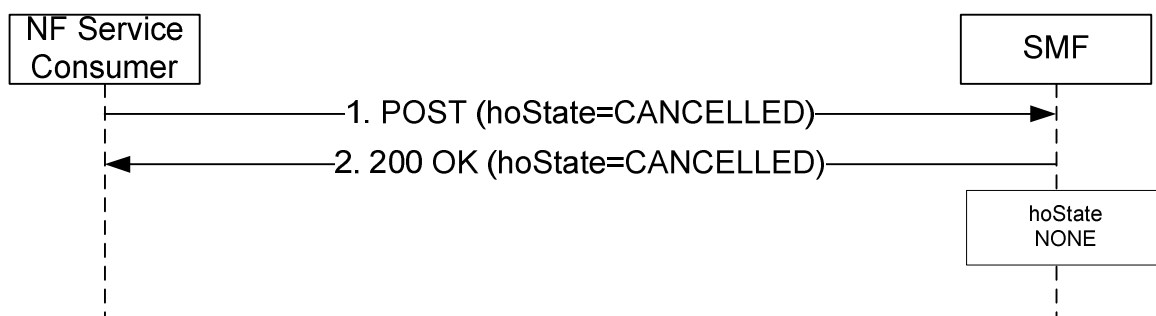 NF Service
Consumer
SMF
1. POST (hoState=CANCELLED)
2. 200 OK (hoState=CANCELLED)
hoState
NONE